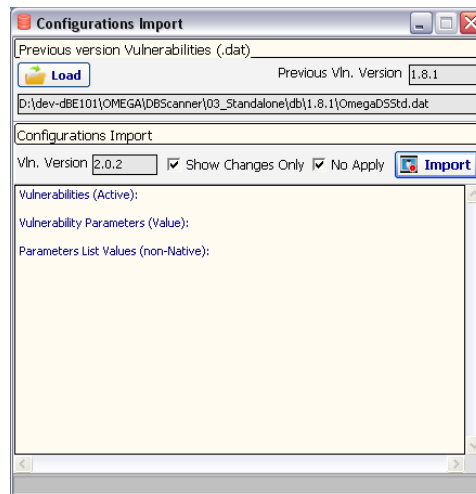 Configurations Import
Previous version Vulnerabilities (.dat)
Load
Previous Vln. Version 1.8.1
D:\dev-dBE101\OMEGA\DBScanner\03_Standalone\db\1.8.1\OmegaDSStd.dat
Configurations Import
Vln. Version 2.0.2 Show Changes Only No Apply Import
Vulnerabilities (Active):
Vulnerability Parameters (Value):
Parameters List Values (non-Native):